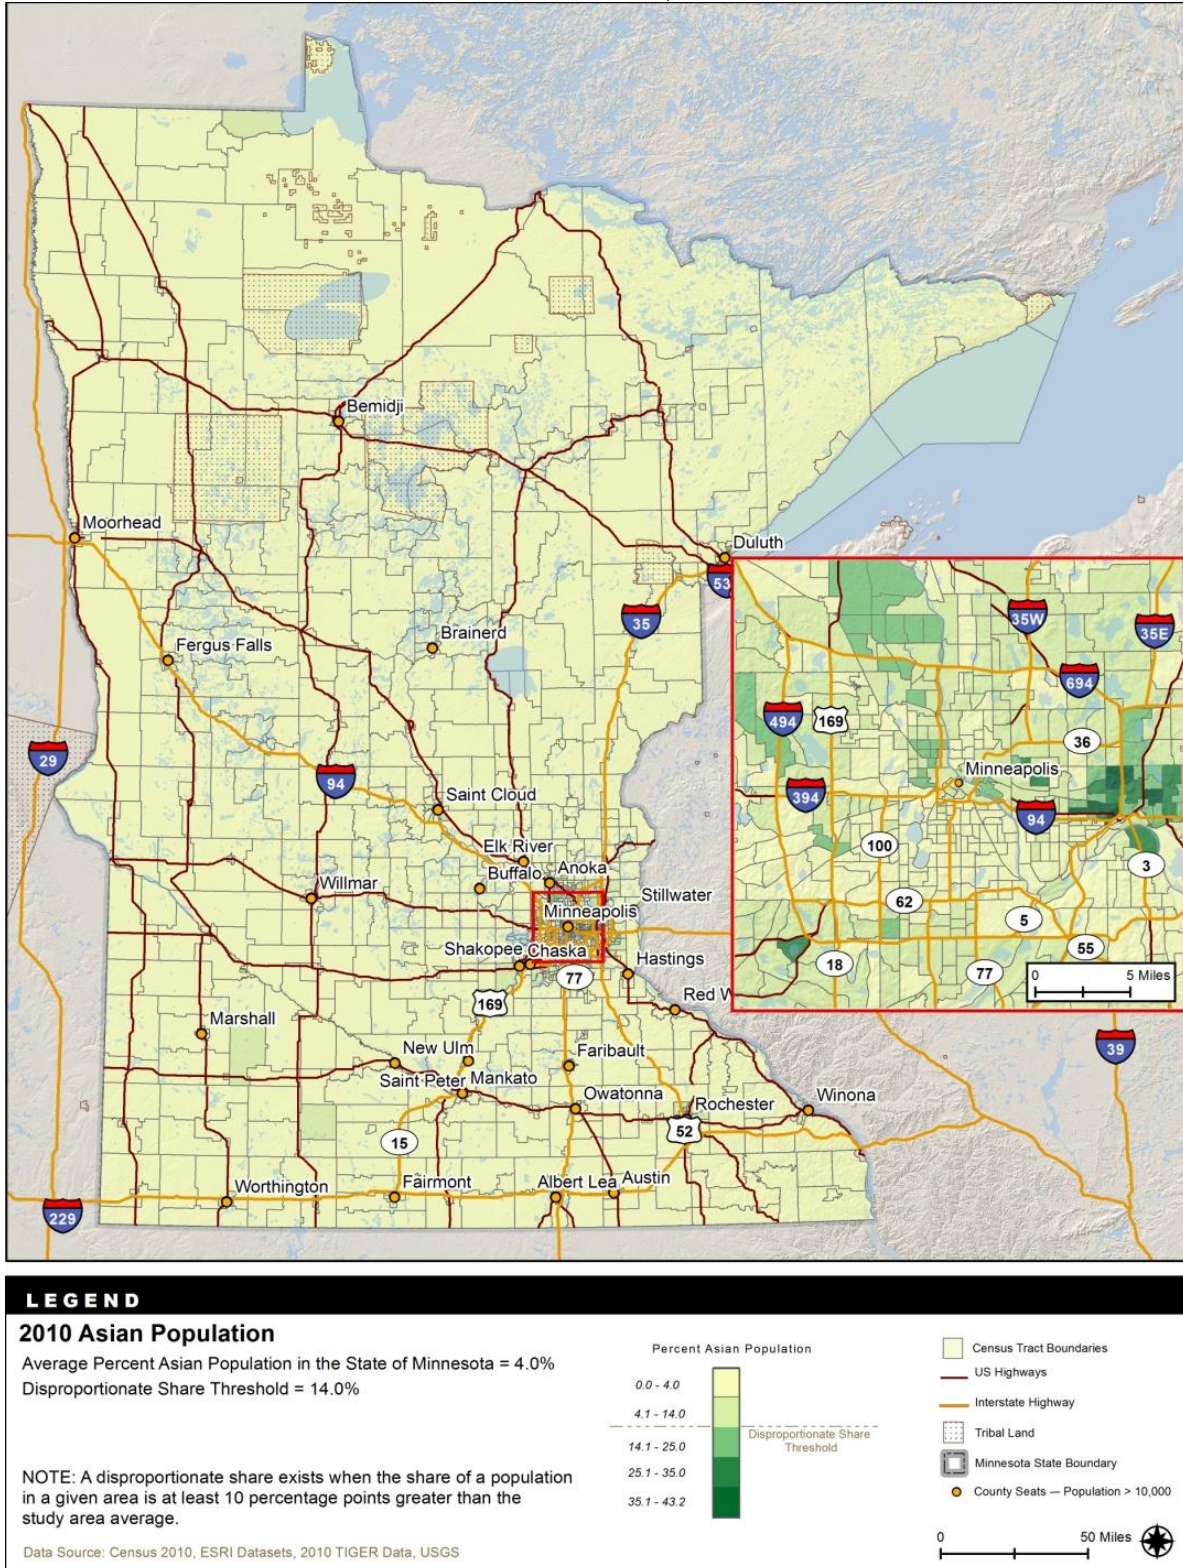 Bemidji
Moorhead
Duluth
53
35
Brainerd
Fergus Falls
35W
35E
694
494
169
36
29
94
Minneapolis
394
Saint Cloud
94
Elk River
100
Anoka
Buffalo
3
Willmar
Stillwater
62
Minneapolis
5
55
Shakopee
Chaska
Hastings
18
77
0
5 Miles
77
169
Red W
Marshall
39
New Ulm
Faribault
Saint Peter
Mankato
Owatonna
Rochester
Winona
52
15
Worthington
Fairmont
Albert Lea
Austin
229
LEGEND
2010 Asian Population
Average Percent Asian Population in the State of Minnesota = 4.0%
Disproportionate Share Threshold = 14.0%
NOTE: A disproportionate share exists when the share of a population
in a given area is at least 10 percentage points greater than the
study area average.
Data Source: Census 2010, ESRI Datasets, 2010 TIGER Data, USGS
Percent Asian Population
0.0 - 4.0
4.1 - 14.0
Disproportionate Share
Threshold
14.1 - 25.0
25.1 - 35.0
35.1 - 43.2
Census Tract Boundaries
US Highways
Interstate Highway
Tribal Land
Minnesota State Boundary
County Seats — Population > 10,000
0
50 Miles